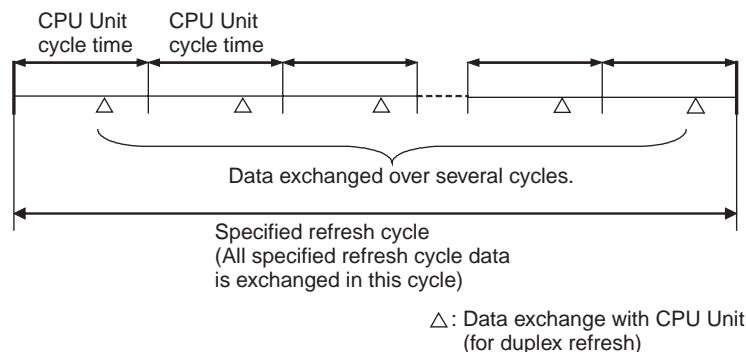 CPU Unit
cycle time
CPU Unit
cycle time
Data exchanged over several cycles.
Specified refresh cycle
(All specified refresh cycle data
is exchanged in this cycle)
△: Data exchange with CPU Unit
(for duplex refresh)